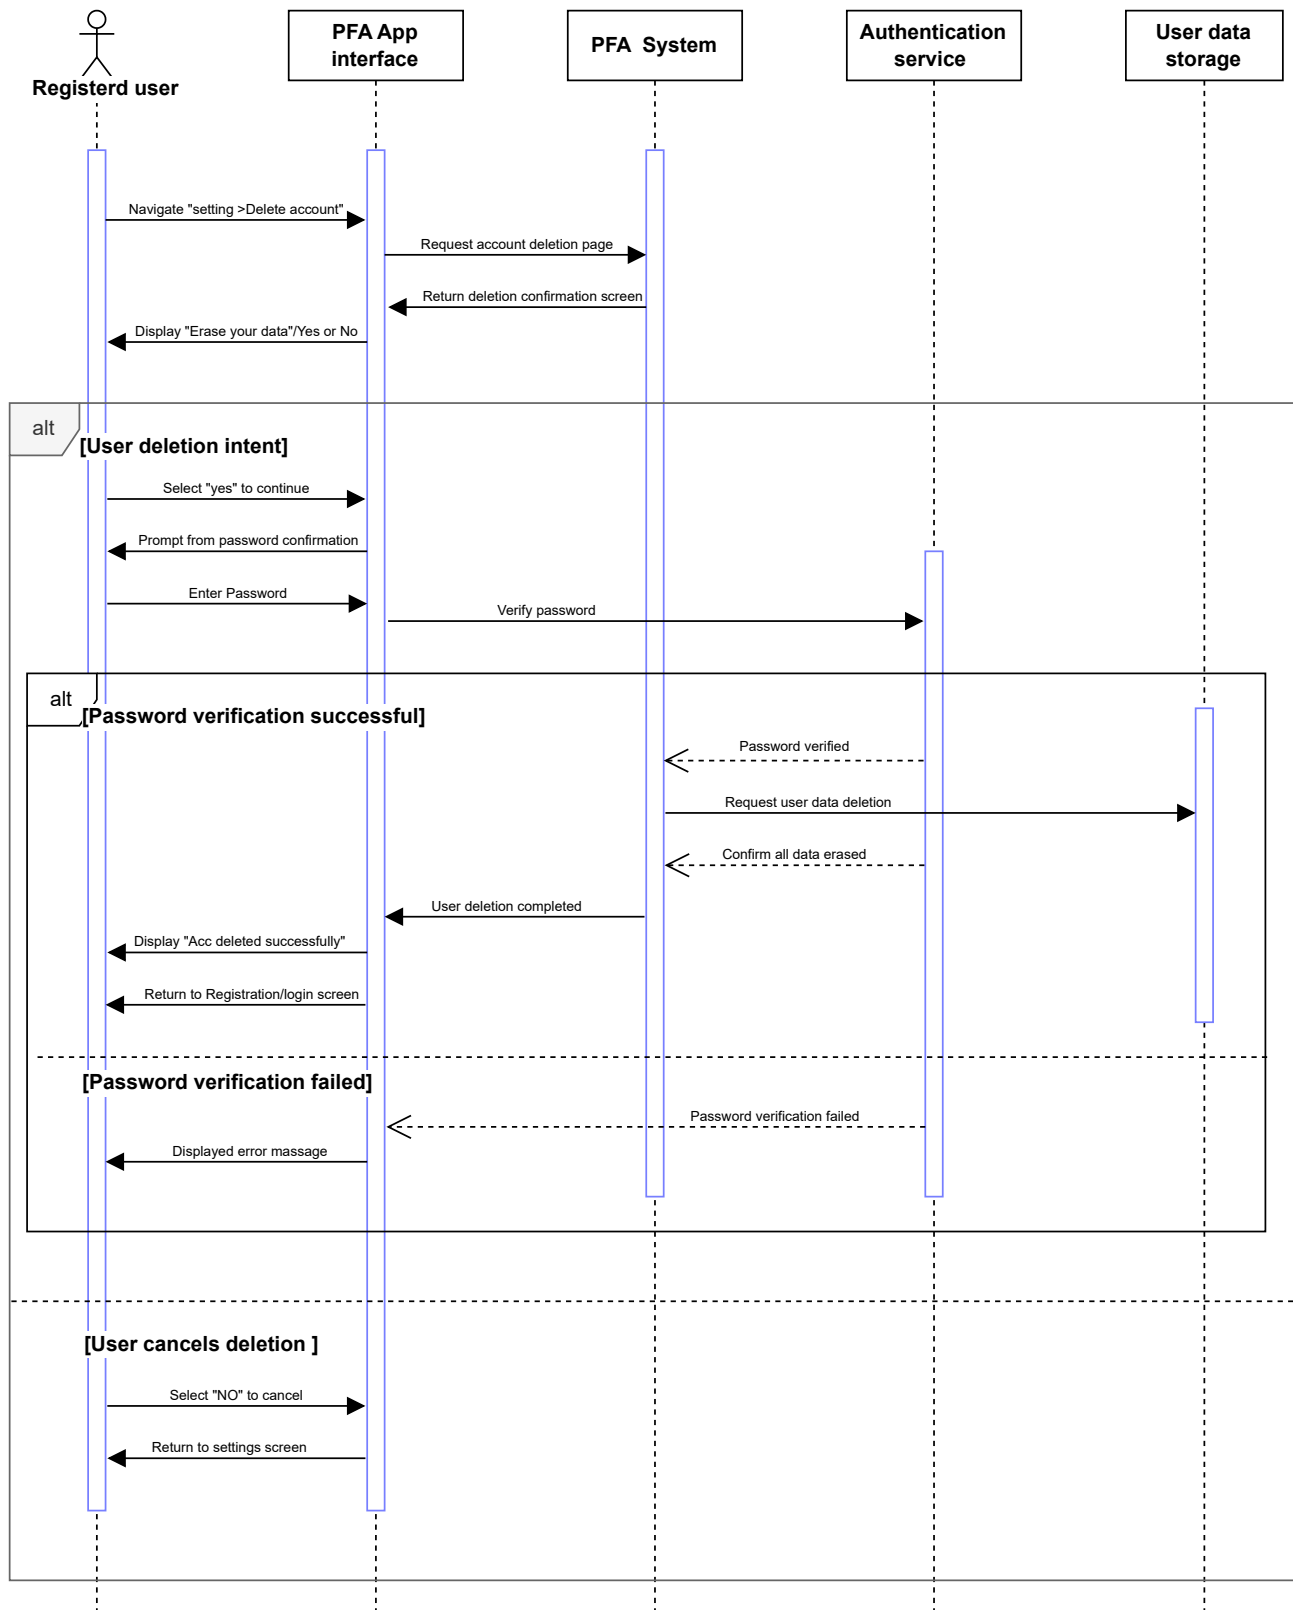 PFA App
interface
PFA  System
Authentication
service
User data
storage
Registerd user
Navigate "setting >Delete account"
Request account deletion page
Return deletion confirmation screen
Display "Erase your data"/Yes or No
alt
[User deletion intent]
Select "yes" to continue
Prompt from password confirmation
Enter Password
Verify password
alt
[Password verification successful]
Password verified
Request user data deletion
Confirm all data erased
User deletion completed
Display "Acc deleted successfully"
Return to Registration/login screen
[Password verification failed]
Password verification failed
Displayed error massage
[User cancels deletion ]
Select "NO" to cancel
Return to settings screen